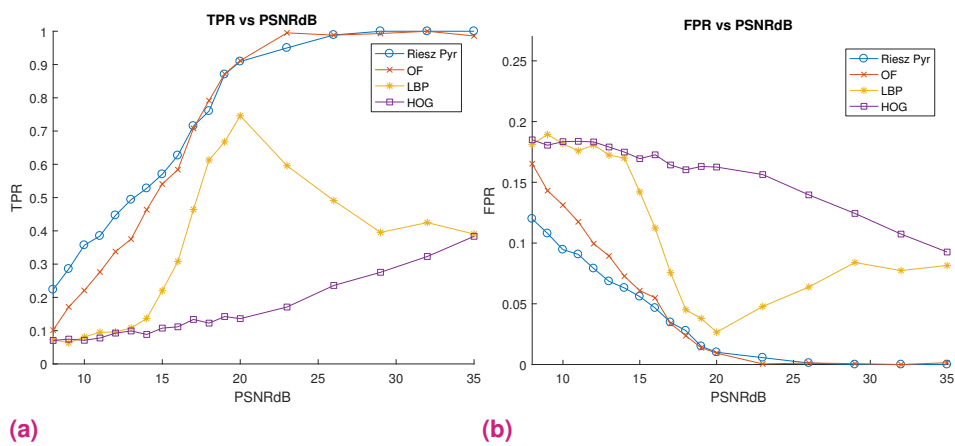 TPR vs PSNRdB
1
0.9
0.8
0.7
0.6
0.5
0.4
0.3
0.2
0.1
0
TPR
10 15 20 25 30 35
PSNRdB
Riesz Pyr
OF
LBP
HOG
(a)
FPR vs PSNRdB
0.25
0.2
0.15
0.1
0.05
0
FPR
10 15 20 25 30 35
PSNRdB
Riesz Pyr
OF
LBP
HOG
(b)